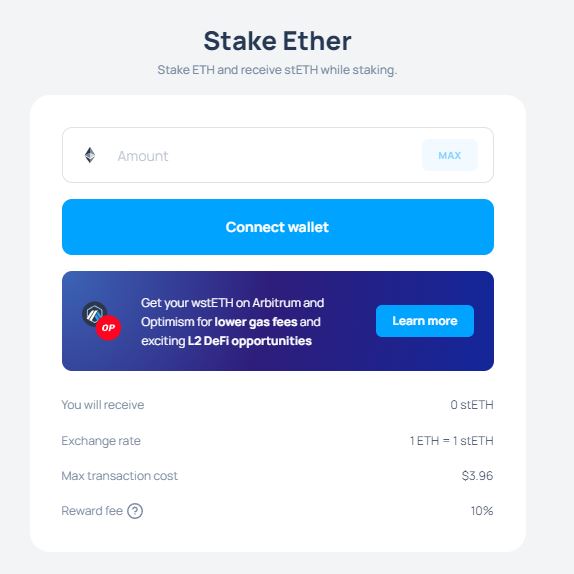 Stake Ether
Stake ETH and receive stETH while staking.
Amount
MAX
Connect wallet
OP
Get your wstETH on Arbitrum and
Optimism for lower gas fees and
exciting L2 DeFi opportunities
Learn more
You will receive 0 stETH
Exchange rate 1 ETH = 1 stETH
Max transaction cost $3.96
Reward fee ? 10%